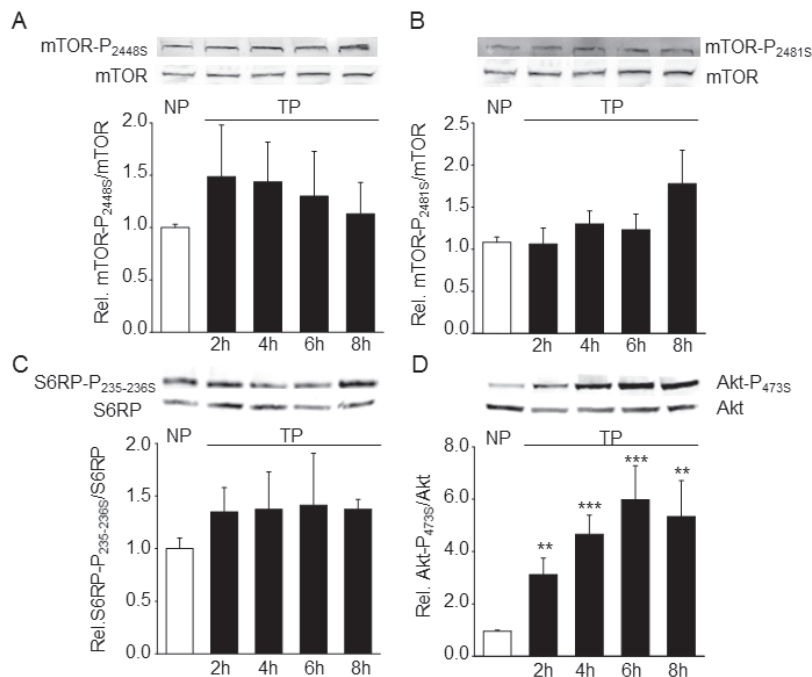 A
mTOR-P2448S
mTOR
NP TP
Rel. mTOR-P2448S/mTOR
2.0
1.5
1.0
0.5
0.0
2h 4h 6h 8h
B
mTOR-P2481S
mTOR
NP TP
Rel. mTOR-P2481S/mTOR
2.5
2.0
1.5
1.0
0.5
0.0
2h 4h 6h 8h
C
S6RP-P235-236S
S6RP
NP TP
Rel.S6RP-P235-236S/S6RP
2.0
1.5
1.0
0.5
0.0
2h 4h 6h 8h
D
Akt-P473S
Akt
NP TP
Rel. Akt-P473S/Akt
8.0
6.0
4.0
2.0
0.0
** *** *** **
2h 4h 6h 8h